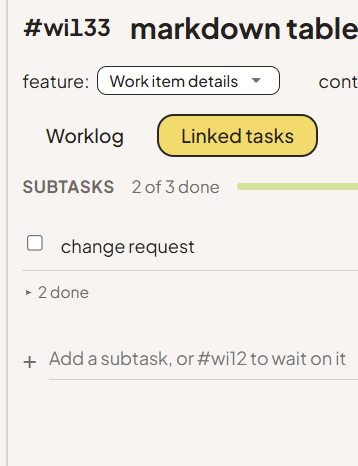 #wi133 markdown table
feature: Work item details cont
Worklog Linked tasks
SUBTASKS 2 of 3 done
change request
2 done
+ Add a subtask, or #wi12 to wait on it